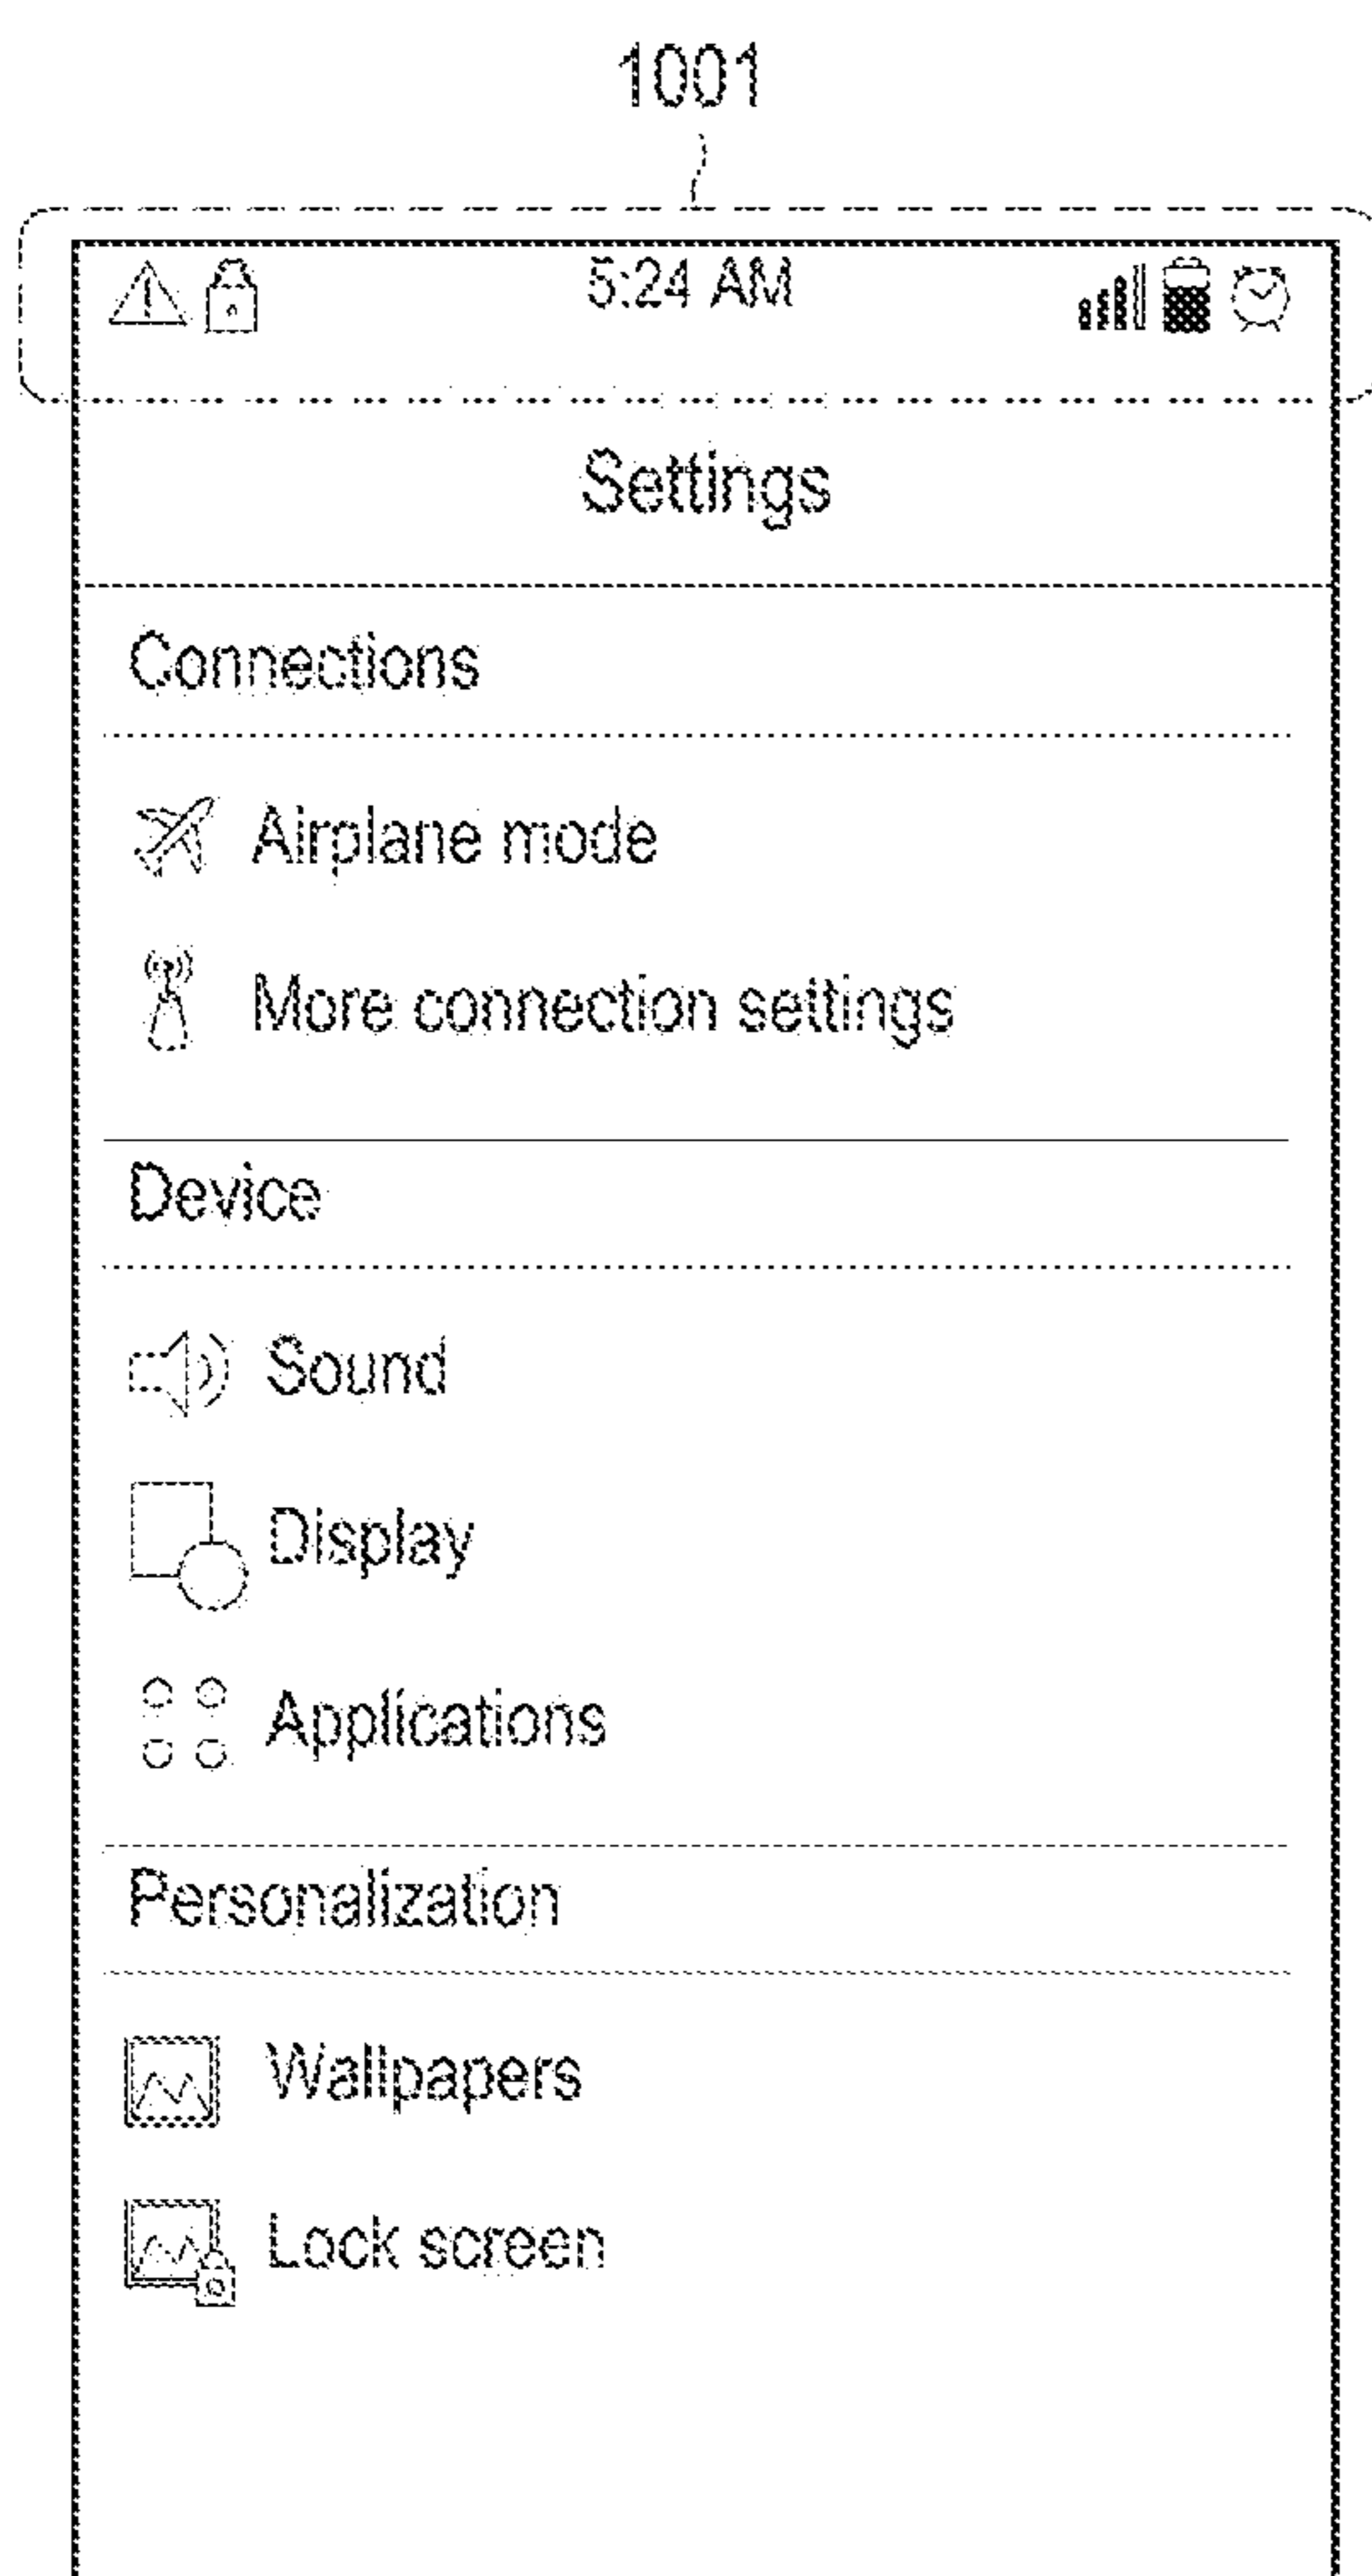 1001
5:24 AM
Settings
Connections
Airplane mode
More connection settings
Device
Sound
Display
Applications
Personalization
Wallpapers
Lock screen